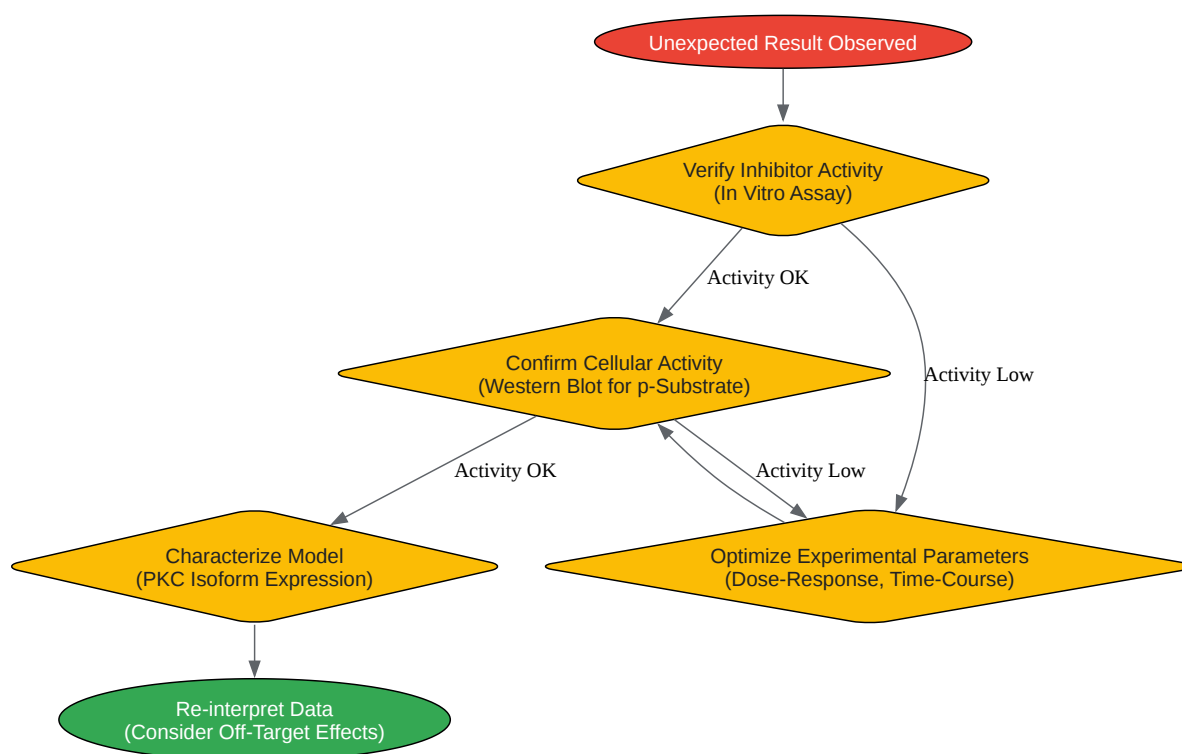 Unexpected Result Observed
Verify Inhibitor Activity
(In Vitro Assay)
Activity OK
Confirm Cellular Activity
(Western Blot for p-Substrate)
Activity Low
Activity OK
Activity Low
Characterize Model
(PKC Isoform Expression)
Optimize Experimental Parameters
(Dose-Response, Time-Course)
Re-interpret Data
(Consider Off-Target Effects)